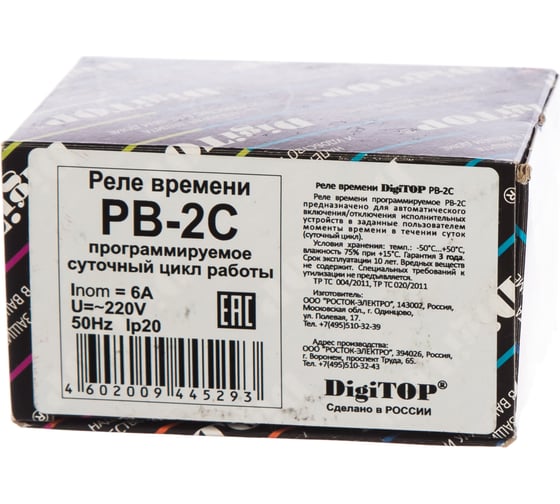 DigiTOP
Реле времени
РВ-2С
программируемое
суточный цикл работы
Inom = 6А
U=~220V
50Hz Ip20
EAC
4 602009 445293
Реле времени DigiTOP РВ-2С
Реле времени программируемое РВ-2С
предназначено для автоматического
включения/отключения исполнительных
устройств в заданные пользователем
моменты времени в течении суток
(суточный цикл).
Условия хранения: темп.: -50°С...+50°С,
влажность 75% при +15°С. Гарантия 3 года.
Срок эксплуатации 10 лет. Вредных веществ
не содержит. Специальных требований к
утилизации не предъявляется.
ТР ТС 004/2011, ТР ТС 020/2011
Изготовитель:
ООО "РОСТОК-ЭЛЕКТРО", 143002, Россия,
Московская обл., г. Одинцово,
ул. Полевая, 17.
Тел.:+7(495)510-32-39
Адрес производства:
ООО «РОСТОК-ЭЛЕКТРО», 394026, Россия,
г. Воронеж, проспект Труда, 65.
Тел.:+7(495)510-32-43
DigiTOP®
Сделано в РОССИИ